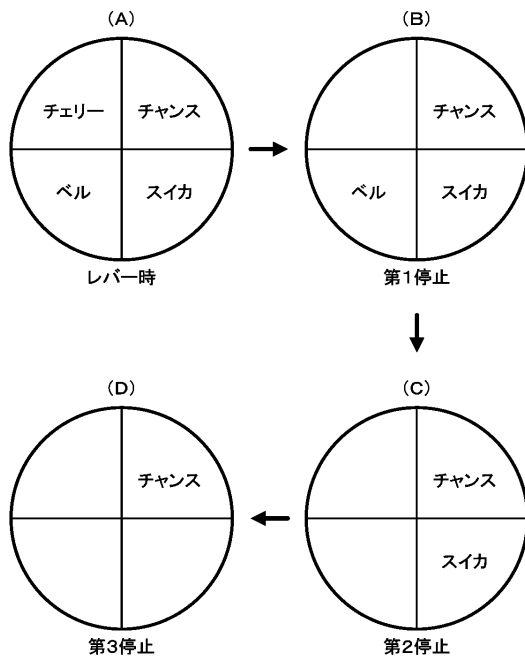 (A)
チェリー
チャンス
ベル
スイカ
レバー時
(B)
チャンス
ベル
スイカ
第1停止
(C)
チャンス
スイカ
第2停止
(D)
チャンス
第3停止